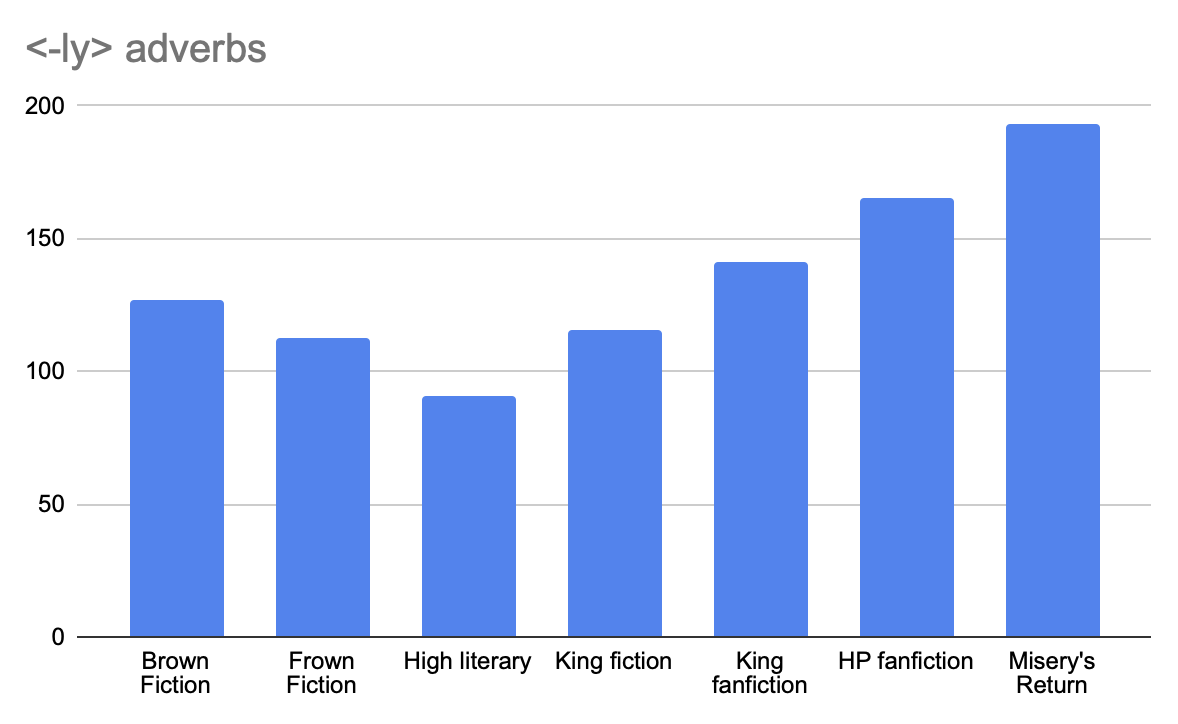 <-ly> adverbs
200
150
100
50
0
Brown
Fiction
Frown
Fiction
High literary
King fiction
King
fanfiction
HP fanfiction
Misery's
Return